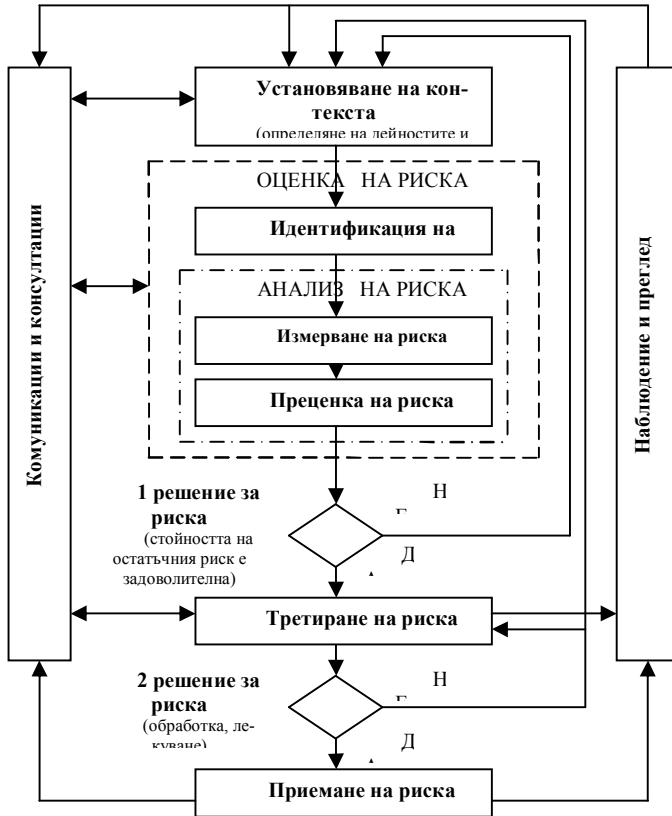 Установяване на кон-
текста
(определяне на дейностите и
ОЦЕНКА НА РИСКА
Идентификация на
АНАЛИЗ НА РИСКА
Измерване на риска
Преценка на риска
Комуникации и консултации
Наблюдение и преглед
1 решение за
риска
(стойността на
остатъчния риск е
задоволителна)
Н
Д
Третиране на риска
2 решение за
риска
(обработка, ле-
куване)
Н
Д
Приемане на риска